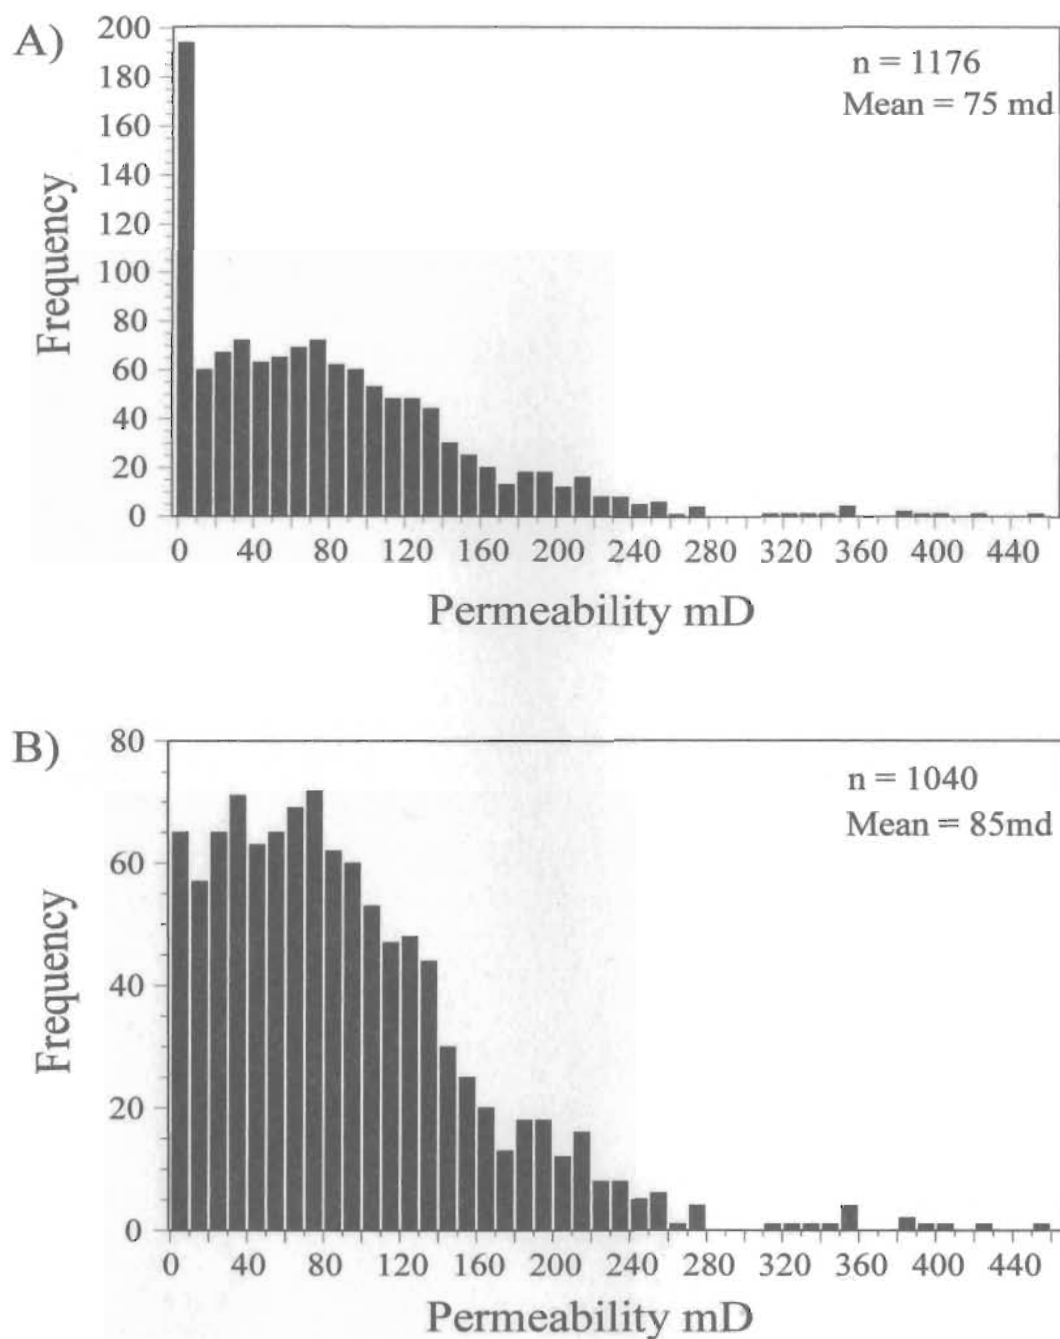 A)
n = 1176
Mean = 75 md
200
180
160
140
120
100
80
60
40
20
0
Frequency
0 40 80 120 160 200 240 280 320 360 400 440
Permeability mD
B)
n = 1040
Mean = 85md
80
60
40
20
0
Frequency
0 40 80 120 160 200 240 280 320 360 400 440
Permeability mD